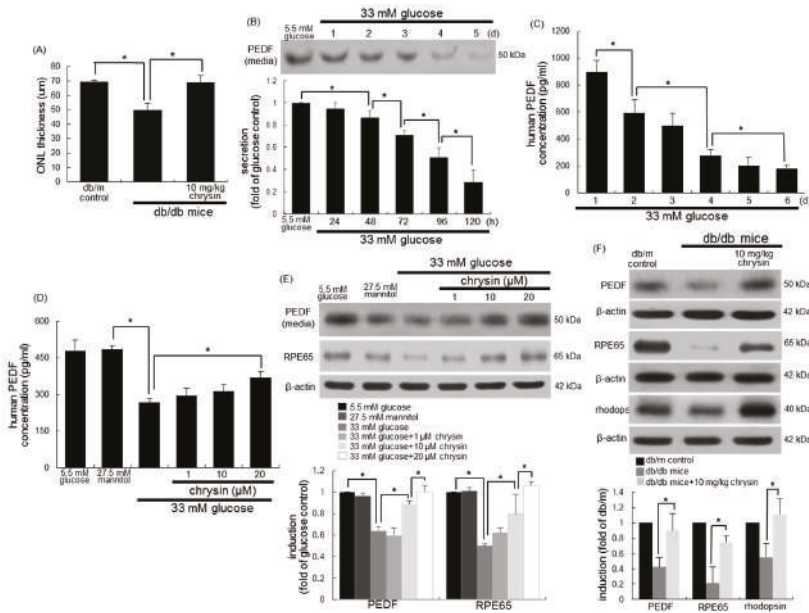 (A)
ONL thickness (um)
80
70
60
50
40
30
20
10
0
*
*
db/m
control
10 mg/kg
chrysin
db/db mice
(B)
33 mM glucose
5.5 mM
glucose
1 2 3 4 5 (d)
PEDF
(media)
50 kDa
secretion
(fold of glucose control)
1.2
1
0.8
0.6
0.4
0.2
0
*
*
*
*
5.5 mM
glucose
24 48 72 96 120 (h)
33 mM glucose
(C)
human PEDF
concentration (pg/ml)
1200
1000
800
600
400
200
0
*
*
*
1 2 3 4 5 6 (d)
33 mM glucose
(D)
human PEDF
concentration (pg/ml)
600
450
300
150
0
*
*
5.5 mM
glucose
27.5 mM
mannitol
1 10 20
chrysin (μM)
33 mM glucose
(E)
33 mM glucose
chrysin (μM)
5.5 mM
glucose
27.5 mM
mannitol
1 10 20
PEDF
(media)
50 kDa
RPE65
65 kDa
β-actin
42 kDa
5.5 mM glucose
27.5 mM mannitol
33 mM glucose
33 mM glucose+1 μM chrysin
33 mM glucose+10 μM chrysin
33 mM glucose+20 μM chrysin
induction
(fold of glucose control)
1.2
1
0.8
0.6
0.4
0.2
0
*
*
*
*
*
*
PEDF RPE65
(F)
db/db mice
db/m
control
10 mg/kg
chrysin
PEDF
50 kDa
β-actin
42 kDa
RPE65
65 kDa
β-actin
42 kDa
rhodops
40 kDa
β-actin
42 kDa
db/m control
db/db mice
db/db mice+10 mg/kg chrysin
induction (fold of db/m)
1.4
1.2
1
0.8
0.6
0.4
0.2
0
*
*
*
PEDF RPE65 rhodopsin